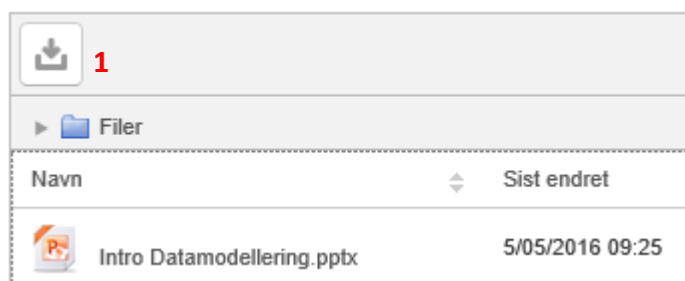 1
Filer
Navn Sist endret
Intro Datamodellering.pptx 5/05/2016 09:25